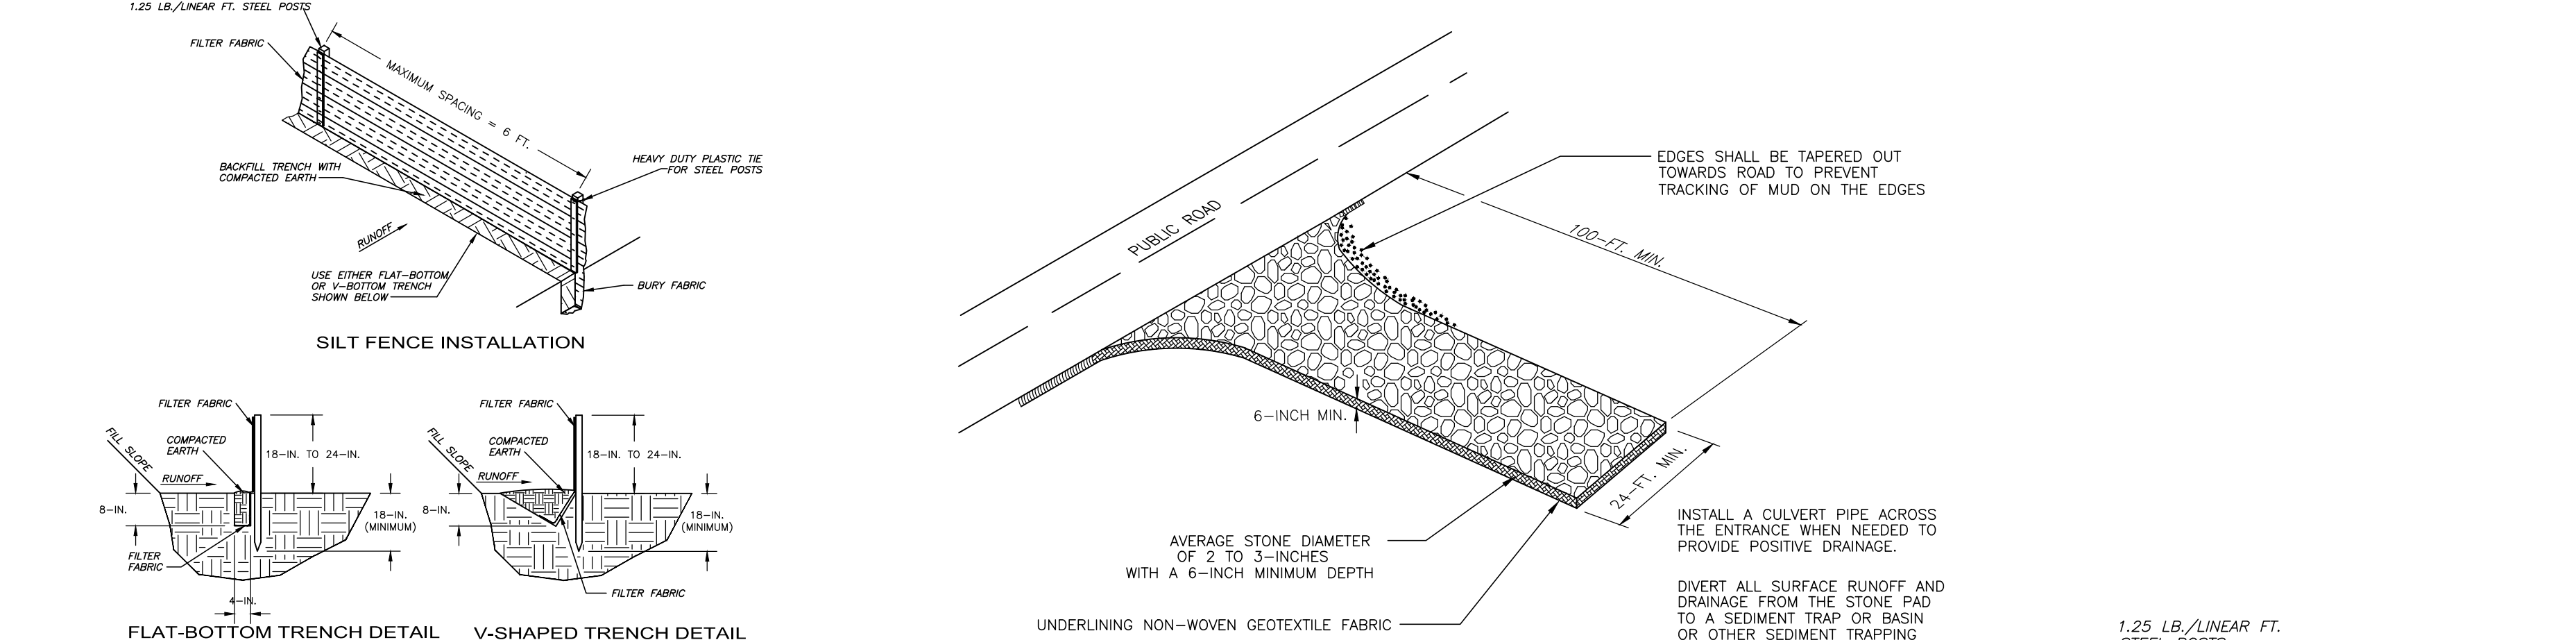 1.25 LB./LINEAR FT. STEEL POSTS
FILTER FABRIC
MAXIMUM SPACING = 6 FT.
HEAVY DUTY PLASTIC TIE
FOR STEEL POSTS
BACKFILL TRENCH WITH
COMPACTED EARTH
RUNOFF
USE EITHER FLAT-BOTTOM
OR V-BOTTOM TRENCH
SHOWN BELOW
BURY FABRIC
SILT FENCE INSTALLATION
FILTER FABRIC
FILL SLOPE
COMPACTED
EARTH
18-IN. TO 24-IN.
RUNOFF
8-IN.
18-IN.
(MINIMUM)
FILTER
FABRIC
4-IN.
FLAT-BOTTOM TRENCH DETAIL
FILTER FABRIC
FILL SLOPE
COMPACTED
EARTH
18-IN. TO 24-IN.
RUNOFF
8-IN.
18-IN.
(MINIMUM)
FILTER FABRIC
V-SHAPED TRENCH DETAIL
PUBLIC ROAD
EDGES SHALL BE TAPERED OUT
TOWARDS ROAD TO PREVENT
TRACKING OF MUD ON THE EDGES
100-FT. MIN.
6-INCH MIN.
24-FT. MIN.
AVERAGE STONE DIAMETER
OF 2 TO 3-INCHES
WITH A 6-INCH MINIMUM DEPTH
UNDERLINING NON-WOVEN GEOTEXTILE FABRIC
INSTALL A CULVERT PIPE ACROSS
THE ENTRANCE WHEN NEEDED TO
PROVIDE POSITIVE DRAINAGE.
DIVERT ALL SURFACE RUNOFF AND
DRAINAGE FROM THE STONE PAD
TO A SEDIMENT TRAP OR BASIN
OR OTHER SEDIMENT TRAPPING
1.25 LB./LINEAR FT.
STEEL POSTS